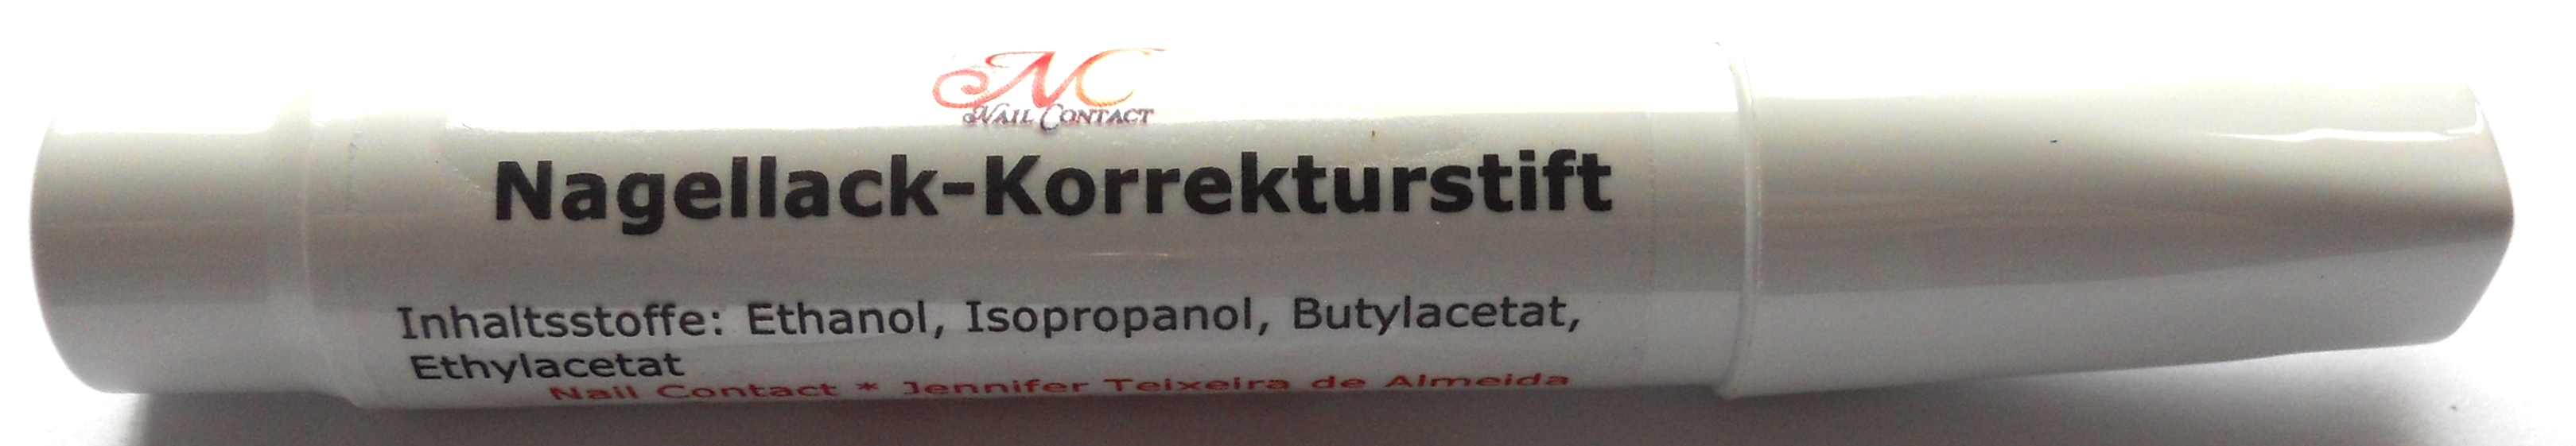 NC
Nail Contact
Nagellack-Korrekturstift
Inhaltsstoffe: Ethanol, Isopropanol, Butylacetat,
Ethylacetat
Nail Contact * Jennifer Teixeira de Almeida